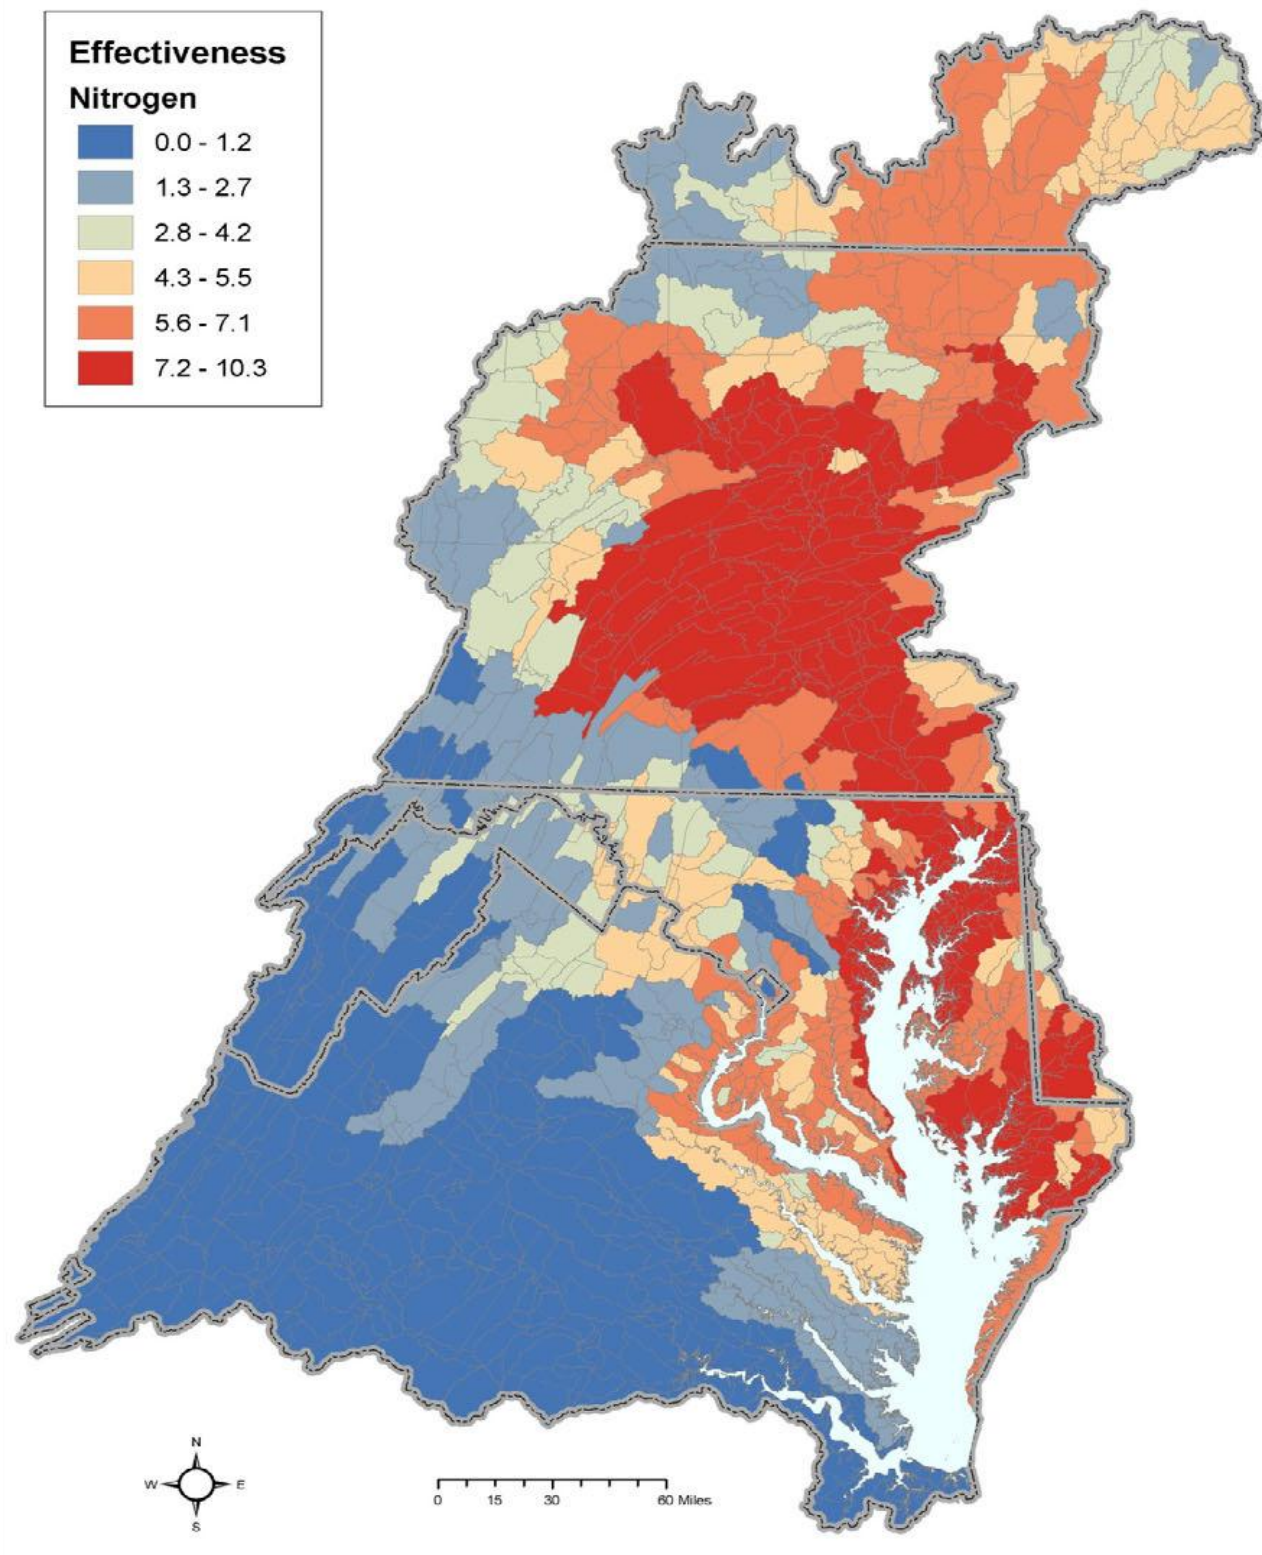 Effectiveness
Nitrogen
0.0 - 1.2
1.3 - 2.7
2.8 - 4.2
4.3 - 5.5
5.6 - 7.1
7.2 - 10.3
N
W E
S
0 15 30 60 Miles